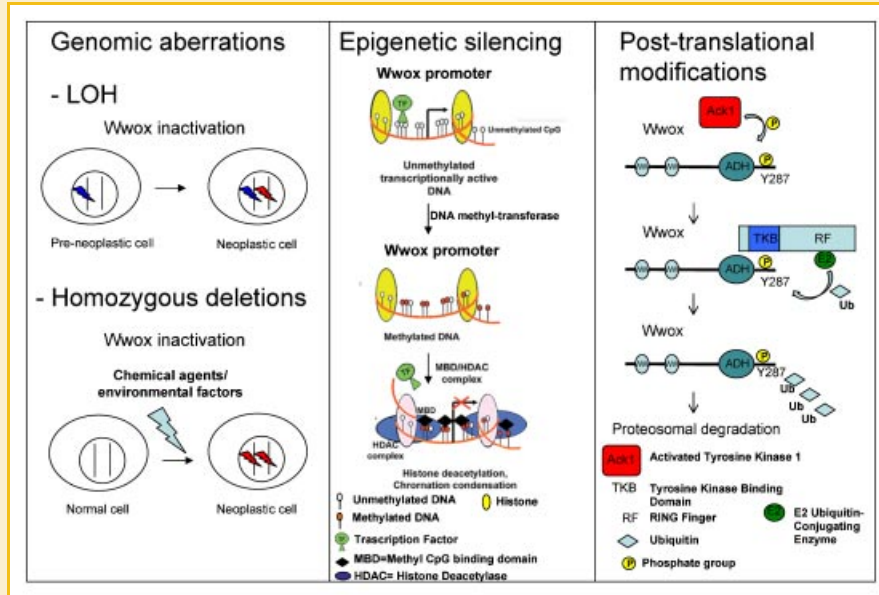 Genomic aberrations
- LOH
Wwox inactivation
Pre-neoplastic cell
Neoplastic cell
- Homozygous deletions
Wwox inactivation
Chemical agents/
environmental factors
Normal cell
Neoplastic cell
Epigenetic silencing
Wwox promoter
TF
Unmethylated CpG
Unmethylated
transcriptionally active
DNA
DNA methyl-transferase
Wwox promoter
Methylated DNA
TF
MBD/HDAC
complex
MBD
HDAC
complex
Histone deacetylation,
Chrornation condensation
Unmethylated DNA
Histone
Methylated DNA
TF
Trascription Factor
MBD=Methyl CpG binding domain
HDAC= Histone Deacetylase
Post-translational
modifications
Ack1
P
Wwox
ADH
P
Y287
Wwox
TKB
RF
E2
ADH
P
Y287
Ub
Wwox
ADH
P
Y287
Ub
Ub
Ub
Proteosomal degradation
Ack1
Activated Tyrosine Kinase 1
TKB
Tyrosine Kinase Binding
Domain
RF
RING Finger
E2
E2 Ubiquitin-
Conjugating
Enzyme
Ubiquitin
P
Phosphate group